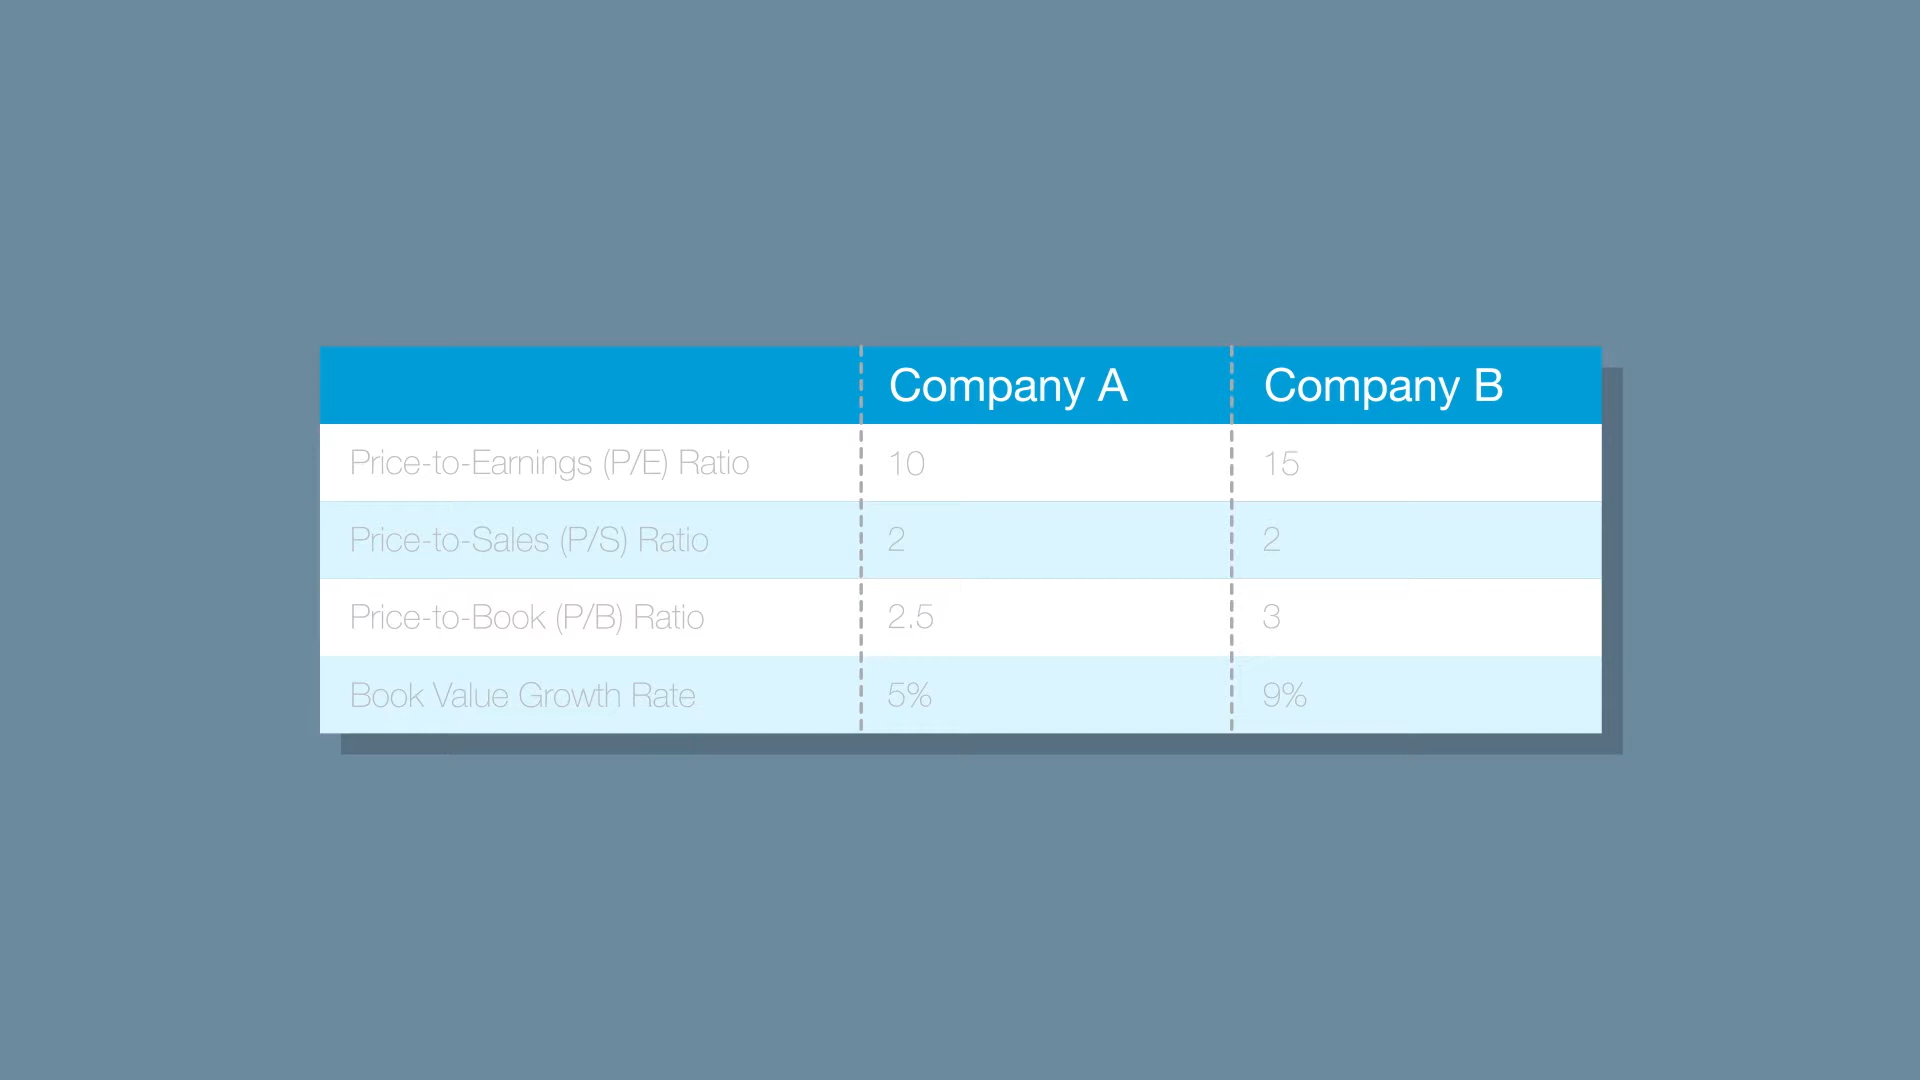 Company A Company B
Price-to-Earnings (P/E) Ratio 10 15
Price-to-Sales (P/S) Ratio 2 2
Price-to-Book (P/B) Ratio 2.5 3
Book Value Growth Rate 5% 9%